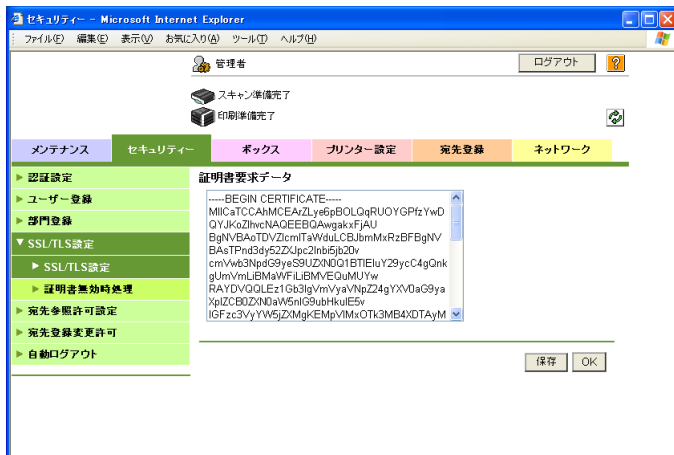 セキュリティー - Microsoft Internet Explorer
ファイル(F) 編集(E) 表示(V) お気に入り(A) ツール(T) ヘルプ(H)
管理者
ログアウト
?
スキャン準備完了
印刷準備完了
メンテナンス セキュリティー ボックス プリンター設定 宛先登録 ネットワーク
認証設定
ユーザー登録
部門登録
SSL/TLS設定
SSL/TLS設定
証明書無効時処理
宛先参照許可設定
宛先登録変更許可
自動ログアウト
証明書要求データ
-----BEGIN CERTIFICATE-----
MIICaTCCAhMCEArZLye6pBOLQqRUOYGPfzYwD
QYJKoZIhvcNAQEEBQAwgakxFjAU
BgNVBAoTDVZlcmlTaWduLCBJbmMxRzBFBgNV
BAsTPnd3dy52ZXJpc2lnbi5jb20v
cmVwb3NpdG9yeS9UZXN0Q1BTIEluY29ycC4gQnk
gUmVmLiBMaWFiLiBMVEQuMUYw
RAYDVQQLEz1Gb3IgVmVyaVNpZ24gYXV0aG9ya
XplZCB0ZXN0aW5nIG9ubHkulE5v
IGFzc3VyYW5jZXMgKEMpVlMxOTk3MB4XDTAyM
保存 OK